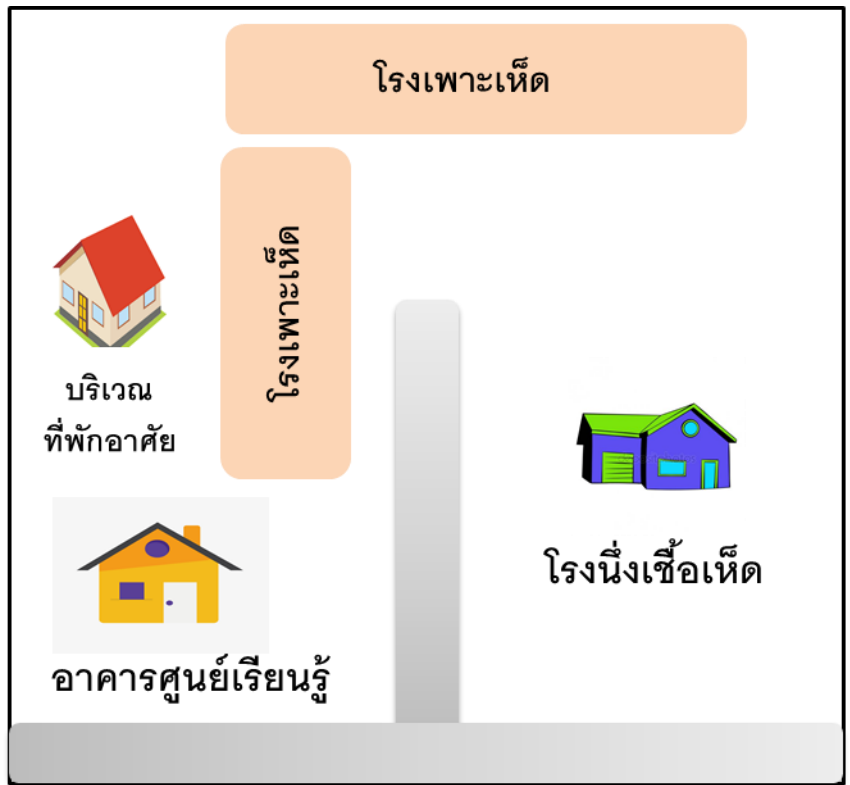 โรงเพาะเห็ด
โรงเพาะเห็ด
บริเวณ
ที่พักอาศัย
โรงนึ่งเชื้อเห็ด
อาคารศูนย์เรียนรู้